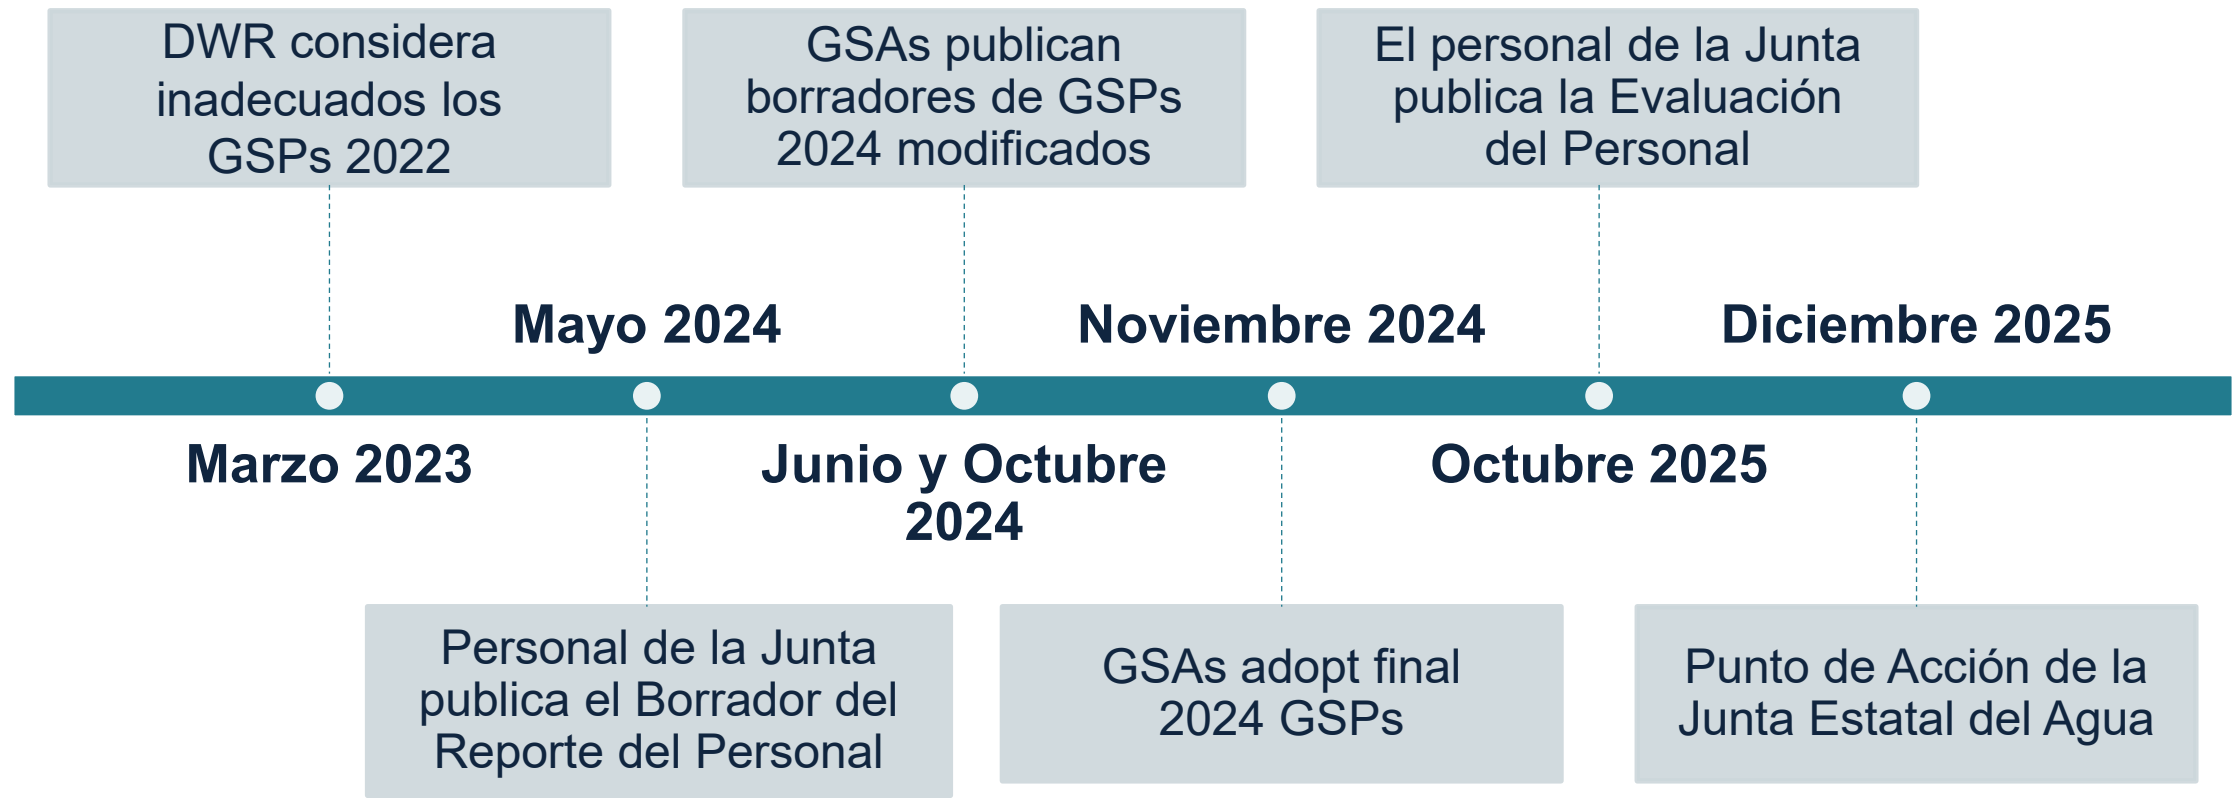 DWR considera
inadecuados los
GSPs 2022
GSAs publican
borradores de GSPs
2024 modificados
El personal de la Junta
publica la Evaluación
del Personal
Mayo 2024
Noviembre 2024
Diciembre 2025
Marzo 2023
Junio y Octubre
2024
Octubre 2025
Personal de la Junta
publica el Borrador del
Reporte del Personal
GSAs adopt final
2024 GSPs
Punto de Acción de la
Junta Estatal del Agua